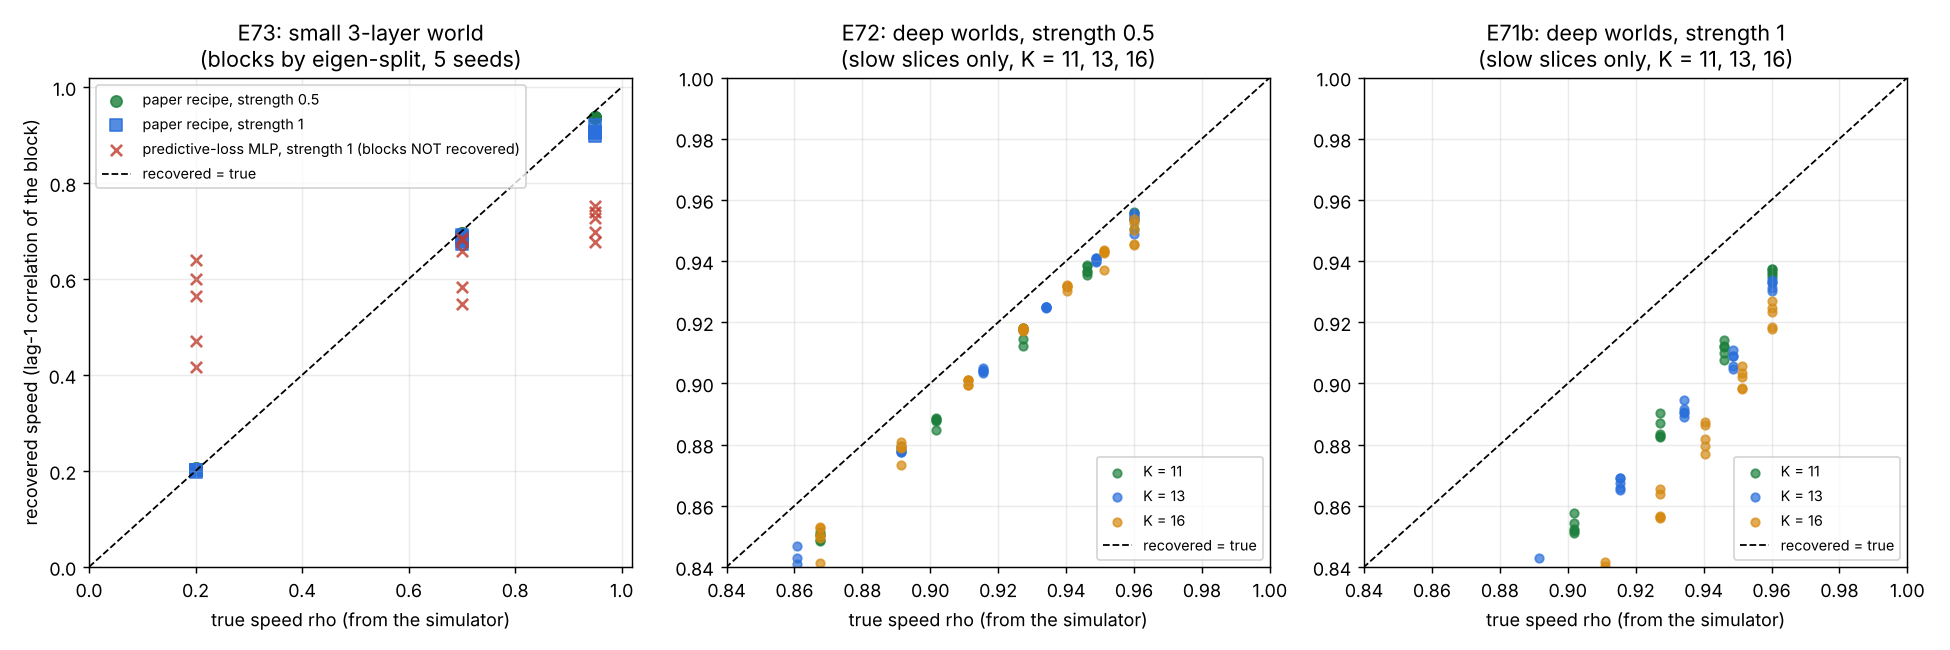 E73: small 3-layer world
(blocks by eigen-split, 5 seeds)
recovered speed (lag-1 correlation of the block)
1.0
0.8
0.6
0.4
0.2
0.0
paper recipe, strength 0.5
paper recipe, strength 1
predictive-loss MLP, strength 1 (blocks NOT recovered)
recovered = true
0.0 0.2 0.4 0.6 0.8 1.0
true speed rho (from the simulator)
E72: deep worlds, strength 0.5
(slow slices only, K = 11, 13, 16)
1.00
0.98
0.96
0.94
0.92
0.90
0.88
0.86
0.84
K = 11
K = 13
K = 16
recovered = true
0.84 0.86 0.88 0.90 0.92 0.94 0.96 0.98 1.00
true speed rho (from the simulator)
E71b: deep worlds, strength 1
(slow slices only, K = 11, 13, 16)
1.00
0.98
0.96
0.94
0.92
0.90
0.88
0.86
0.84
K = 11
K = 13
K = 16
recovered = true
0.84 0.86 0.88 0.90 0.92 0.94 0.96 0.98 1.00
true speed rho (from the simulator)